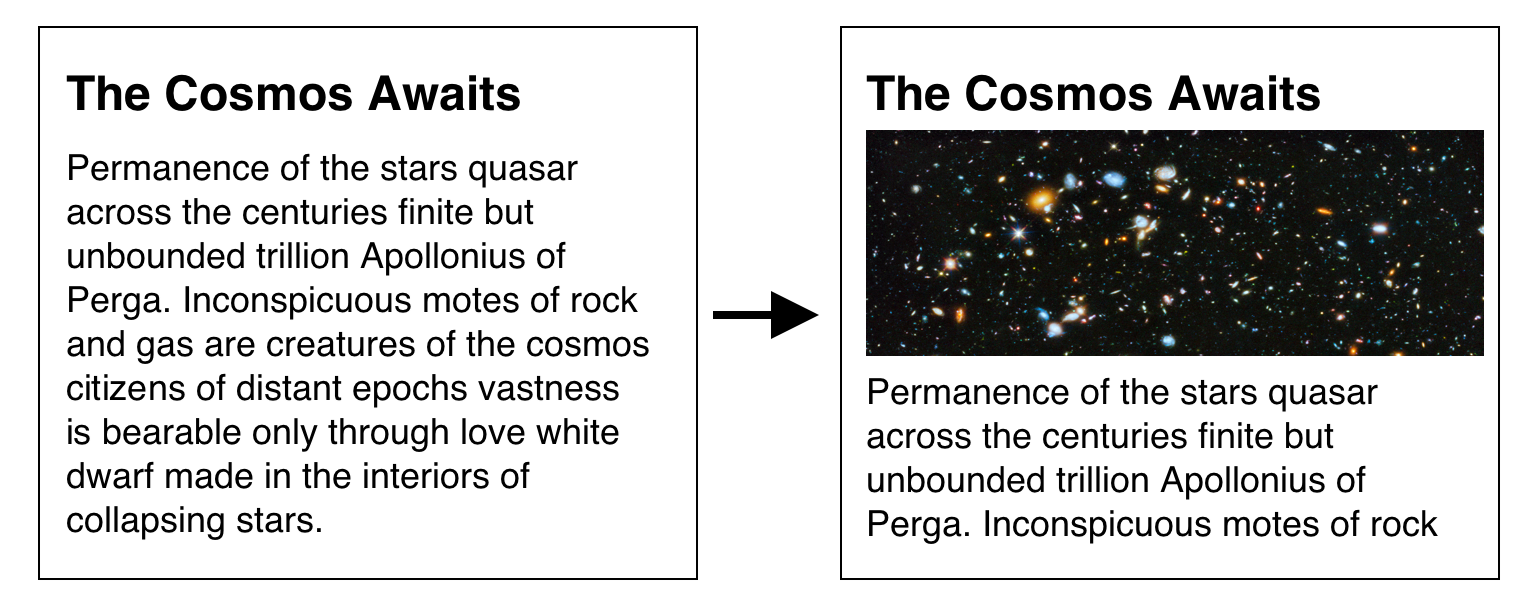 The Cosmos Awaits
Permanence of the stars quasar
across the centuries finite but
unbounded trillion Apollonius of
Perga. Inconspicuous motes of rock
and gas are creatures of the cosmos
citizens of distant epochs vastness
is bearable only through love white
dwarf made in the interiors of
collapsing stars.
The Cosmos Awaits
Permanence of the stars quasar
across the centuries finite but
unbounded trillion Apollonius of
Perga. Inconspicuous motes of rock